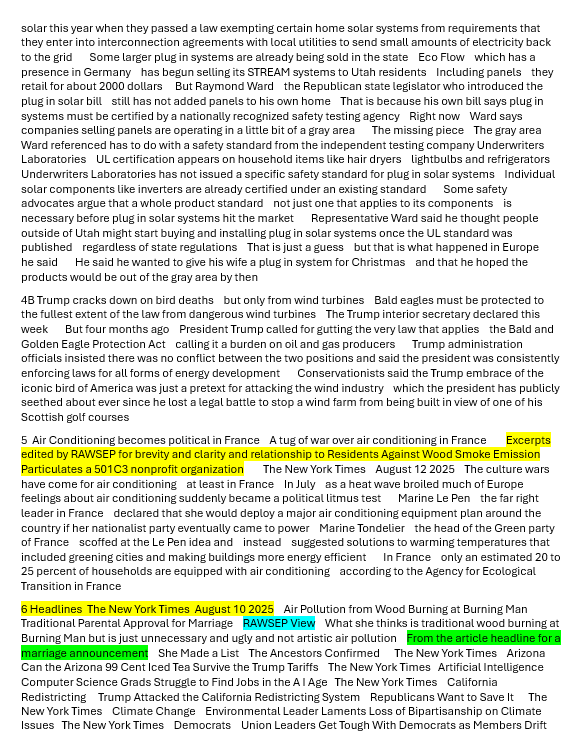 solar this year when they passed a law exempting certain home solar systems from requirements that
they enter into interconnection agreements with local utilities to send small amounts of electricity back
to the grid Some larger plug in systems are already being sold in the state Eco Flow which has a
presence in Germany has begun selling its STREAM systems to Utah residents Including panels they
retail for about 2000 dollars But Raymond Ward the Republican state legislator who introduced the
plug in solar bill still has not added panels to his own home That is because his own bill says plug in
systems must be certified by a nationally recognized safety testing agency Right now Ward says
companies selling panels are operating in a little bit of a gray area The missing piece The gray area
Ward referenced has to do with a safety standard from the independent testing company Underwriters
Laboratories UL certification appears on household items like hair dryers lightbulbs and refrigerators
Underwriters Laboratories has not issued a specific safety standard for plug in solar systems Individual
solar components like inverters are already certified under an existing standard Some safety
advocates argue that a whole product standard not just one that applies to its components is
necessary before plug in solar systems hit the market Representative Ward said he thought people
outside of Utah might start buying and installing plug in solar systems once the UL standard was
published regardless of state regulations That is just a guess but that is what happened in Europe
he said He said he wanted to give his wife a plug in system for Christmas and that he hoped the
products would be out of the gray area by then
4B Trump cracks down on bird deaths but only from wind turbines Bald eagles must be protected to
the fullest extent of the law from dangerous wind turbines The Trump interior secretary declared this
week But four months ago President Trump called for gutting the very law that applies the Bald and
Golden Eagle Protection Act calling it a burden on oil and gas producers Trump administration
officials insisted there was no conflict between the two positions and said the president was consistently
enforcing laws for all forms of energy development Conservationists said the Trump embrace of the
iconic bird of America was just a pretext for attacking the wind industry which the president has publicly
seethed about ever since he lost a legal battle to stop a wind farm from being built in view of one of his
Scottish golf courses
5 Air Conditioning becomes political in France A tug of war over air conditioning in France Excerpts
edited by RAWSEP for brevity and clarity and relationship to Residents Against Wood Smoke Emission
Particulates a 501C3 nonprofit organization The New York Times August 12 2025 The culture wars
have come for air conditioning at least in France In July as a heat wave broiled much of Europe
feelings about air conditioning suddenly became a political litmus test Marine Le Pen the far right
leader in France declared that she would deploy a major air conditioning equipment plan around the
country if her nationalist party eventually came to power Marine Tondelier the head of the Green party
of France scoffed at the Le Pen idea and instead suggested solutions to warming temperatures that
included greening cities and making buildings more energy efficient In France only an estimated 20 to
25 percent of households are equipped with air conditioning according to the Agency for Ecological
Transition in France
6 Headlines The New York Times August 10 2025 Air Pollution from Wood Burning at Burning Man
Traditional Parental Approval for Marriage RAWSEP View What she thinks is traditional wood burning at
Burning Man but is just unnecessary and ugly and not artistic air pollution From the article headline for a
marriage announcement She Made a List The Ancestors Confirmed The New York Times Arizona
Can the Arizona 99 Cent Iced Tea Survive the Trump Tariffs The New York Times Artificial Intelligence
Computer Science Grads Struggle to Find Jobs in the A I Age The New York Times California
Redistricting Trump Attacked the California Redistricting System Republicans Want to Save It The
New York Times Climate Change Environmental Leader Laments Loss of Bipartisanship on Climate
Issues The New York Times Democrats Union Leaders Get Tough With Democrats as Members Drift